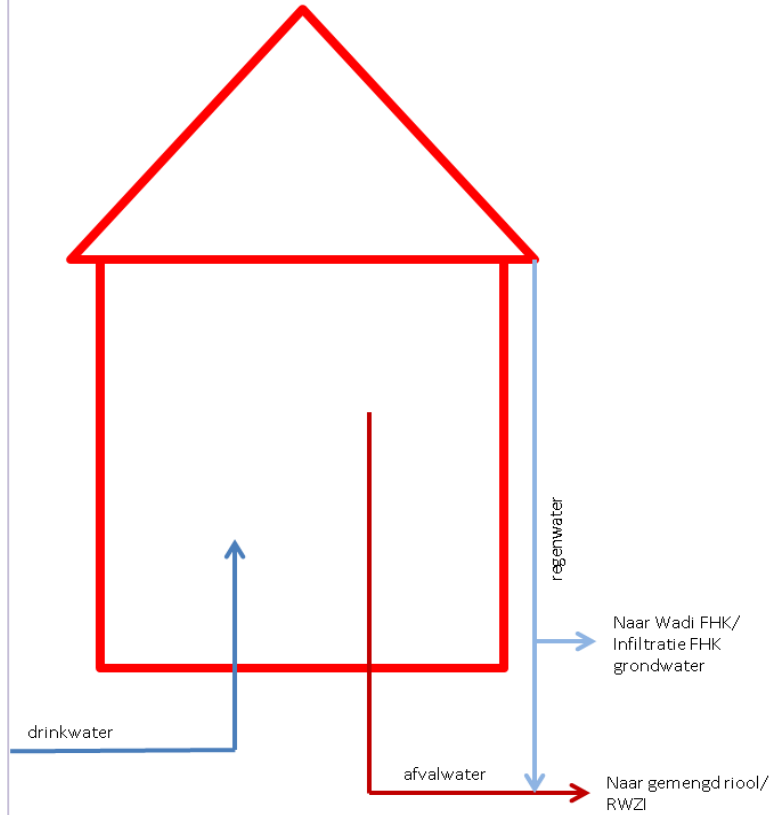 regenwater
Naar Wadi FHK/
Infiltratie FHK
grondwater
drinkwater
afvalwater
Naar gemengd riool/
RWZI